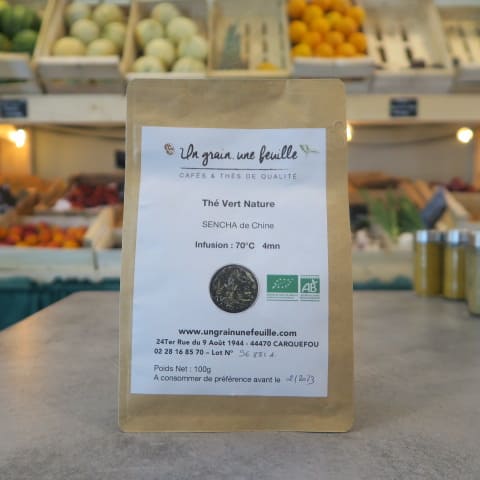 Un grain, une feuille
CAFÉS & THÉS DE QUALITÉ
Thé Vert Nature
SENCHA de Chine
Infusion : 70°C 4mn
AB
www.ungrainunefeuille.com
24Ter Rue du 9 Août 1944 - 44470 CARQUEFOU
02 28 16 85 70 – Lot N°
Poids Net : 100g
A consommer de préférence avant le